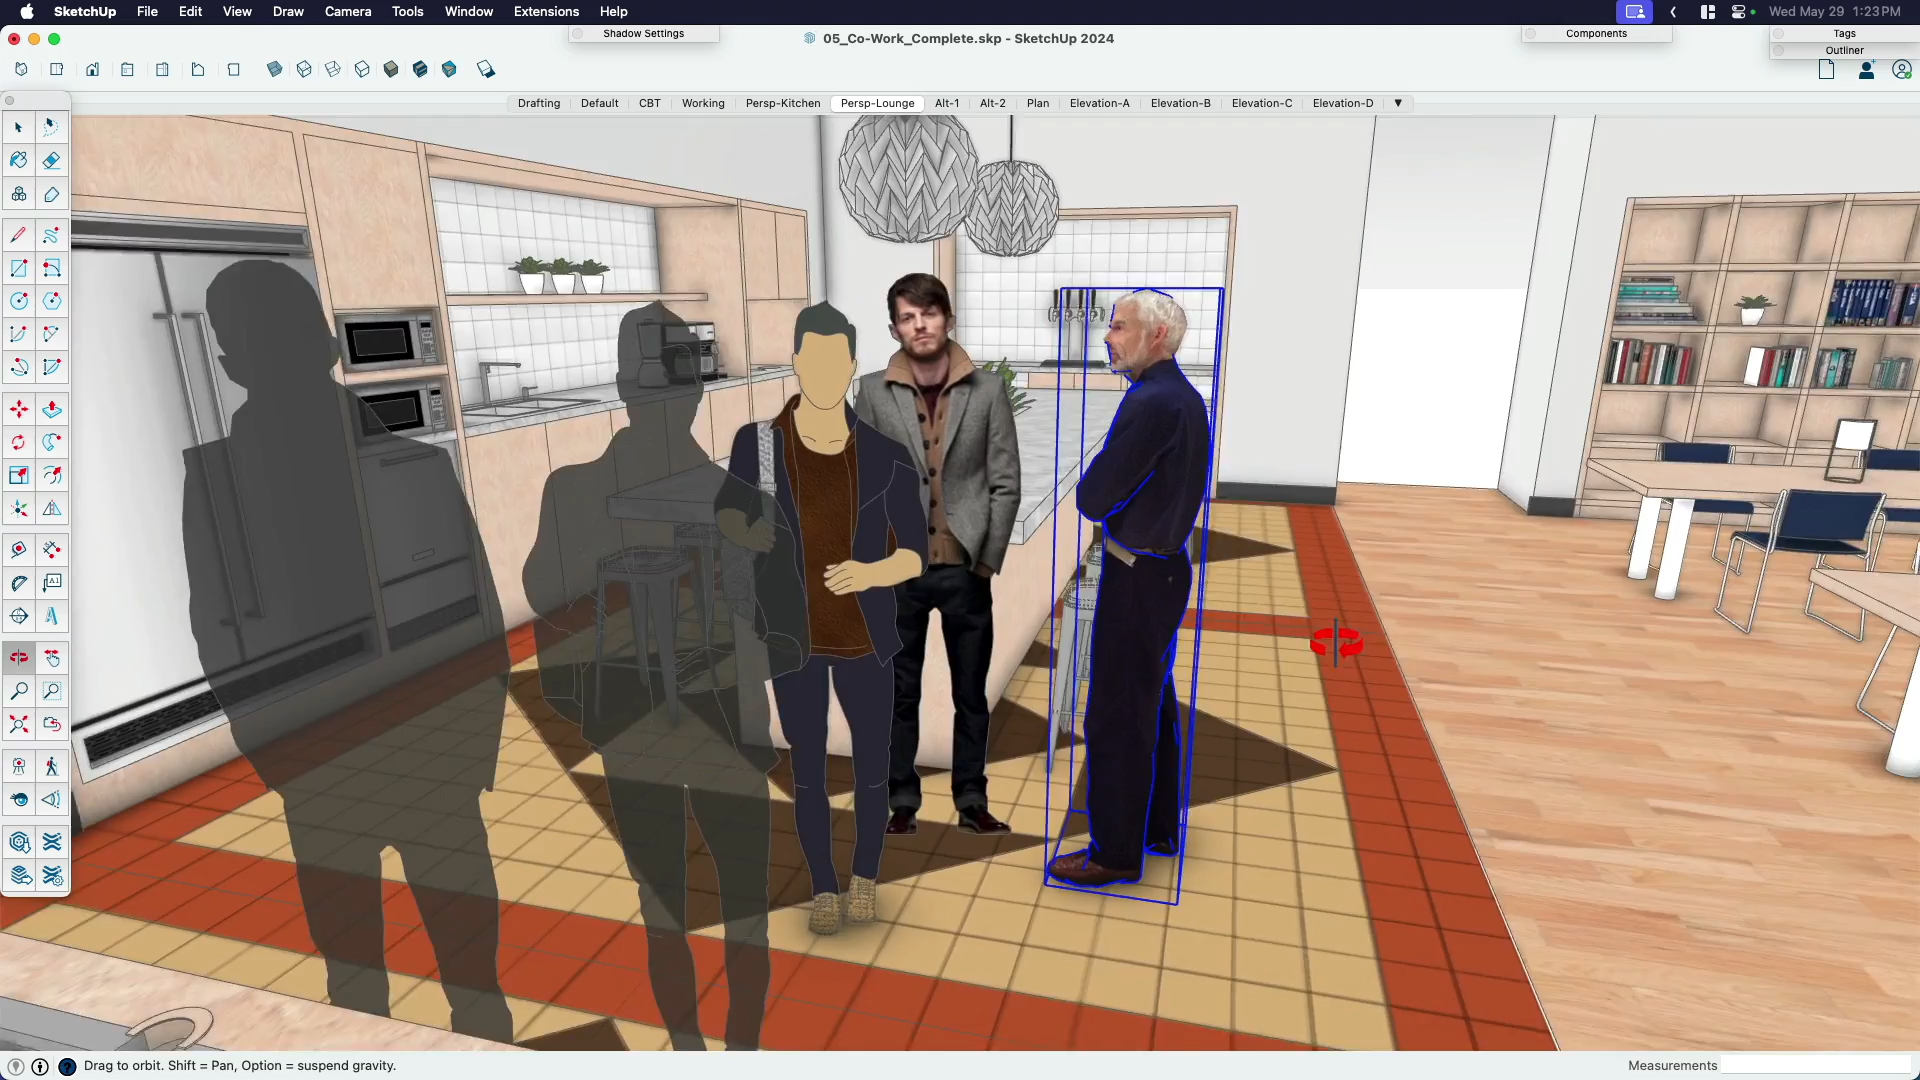 SketchUp File Edit View Draw Camera Tools Window Extensions Help Wed May 29 1:23 PM
Shadow Settings 05_Co-Work_Complete.skp - SketchUp 2024 Components Tags
Outliner
Drafting Default CBT Working Persp-Kitchen Persp-Lounge Alt-1 Alt-2 Plan Elevation-A Elevation-B Elevation-C Elevation-D
Drag to orbit. Shift = Pan, Option = suspend gravity. Measurements